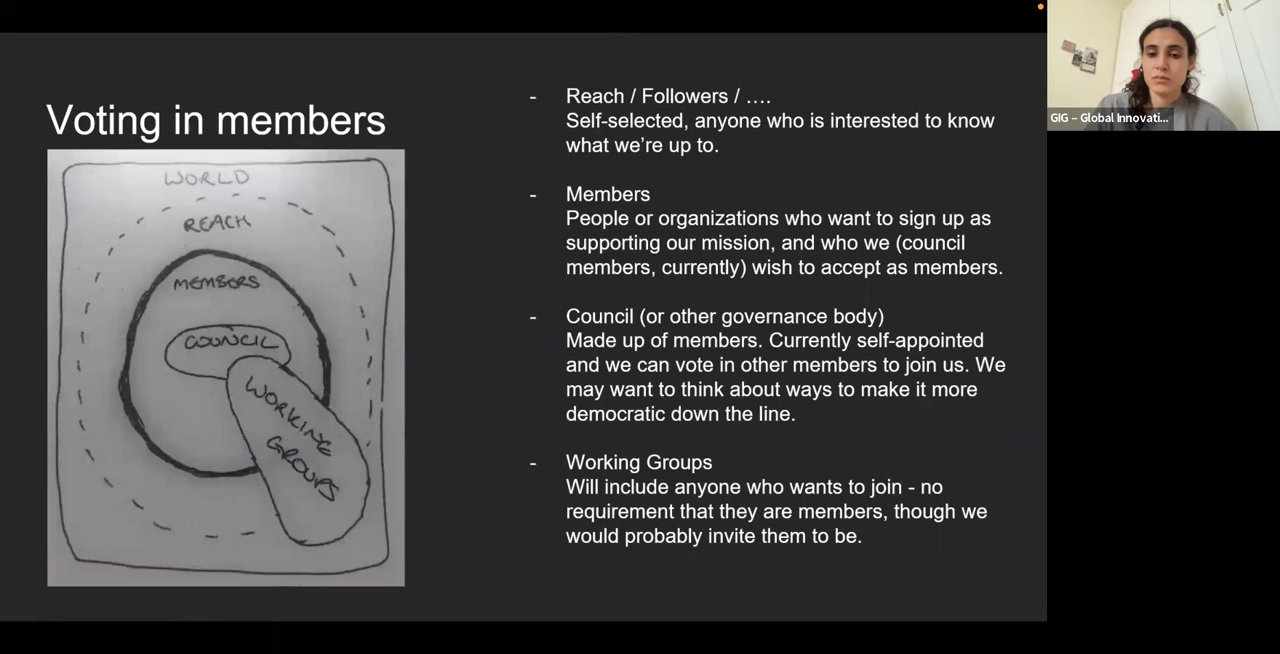 Voting in members
WORLD
REACH
MEMBERS
COUNCIL
WORKING
GROUPS
- Reach / Followers / ….
Self-selected, anyone who is interested to know
what we’re up to.
- Members
People or organizations who want to sign up as
supporting our mission, and who we (council
members, currently) wish to accept as members.
- Council (or other governance body)
Made up of members. Currently self-appointed
and we can vote in other members to join us. We
may want to think about ways to make it more
democratic down the line.
- Working Groups
Will include anyone who wants to join - no
requirement that they are members, though we
would probably invite them to be.
GIG – Global Innovati...